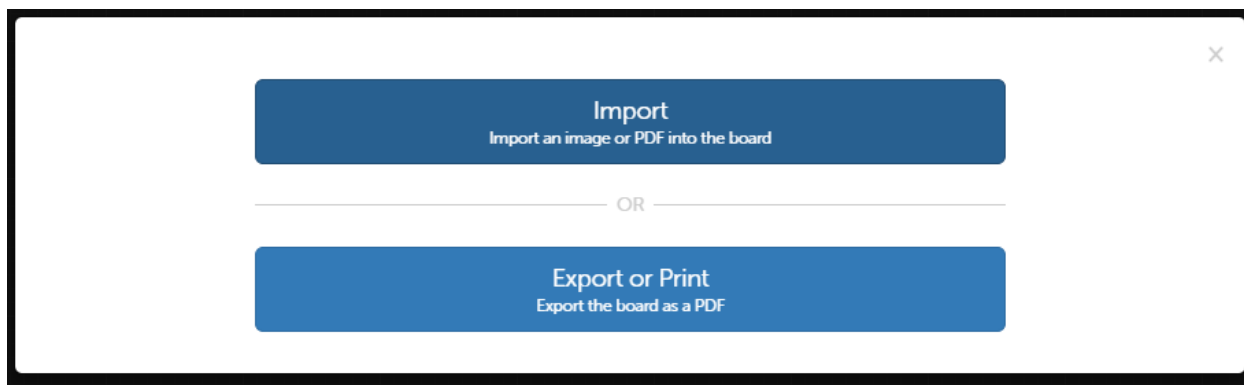 ×
Import
Import an image or PDF into the board
OR
Export or Print
Export the board as a PDF